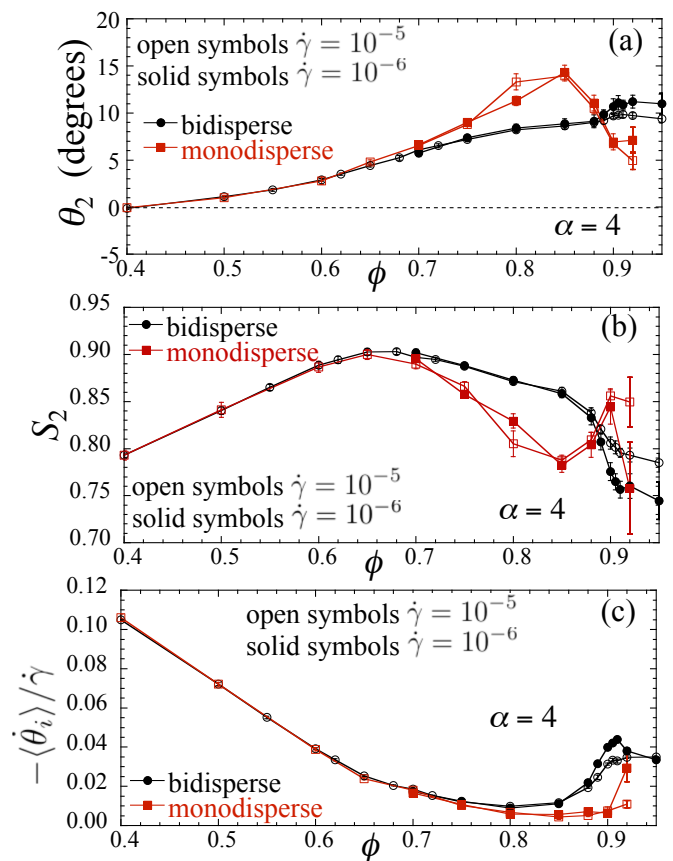 (a)
open symbols γ̇ = 10⁻⁵
solid symbols γ̇ = 10⁻⁶
bidisperse
monodisperse
θ₂ (degrees)
20
15
10
5
0
-5
α = 4
0.4 0.5 0.6 0.7 0.8 0.9
ϕ
(b)
bidisperse
monodisperse
S₂
0.95
0.90
0.85
0.80
0.75
0.70
open symbols γ̇ = 10⁻⁵
solid symbols γ̇ = 10⁻⁶
α = 4
0.4 0.5 0.6 0.7 0.8 0.9
ϕ
(c)
open symbols γ̇ = 10⁻⁵
solid symbols γ̇ = 10⁻⁶
−⟨θ̇ᵢ⟩/γ̇
0.12
0.10
0.08
0.06
0.04
0.02
0.00
α = 4
bidisperse
monodisperse
0.4 0.5 0.6 0.7 0.8 0.9
ϕ